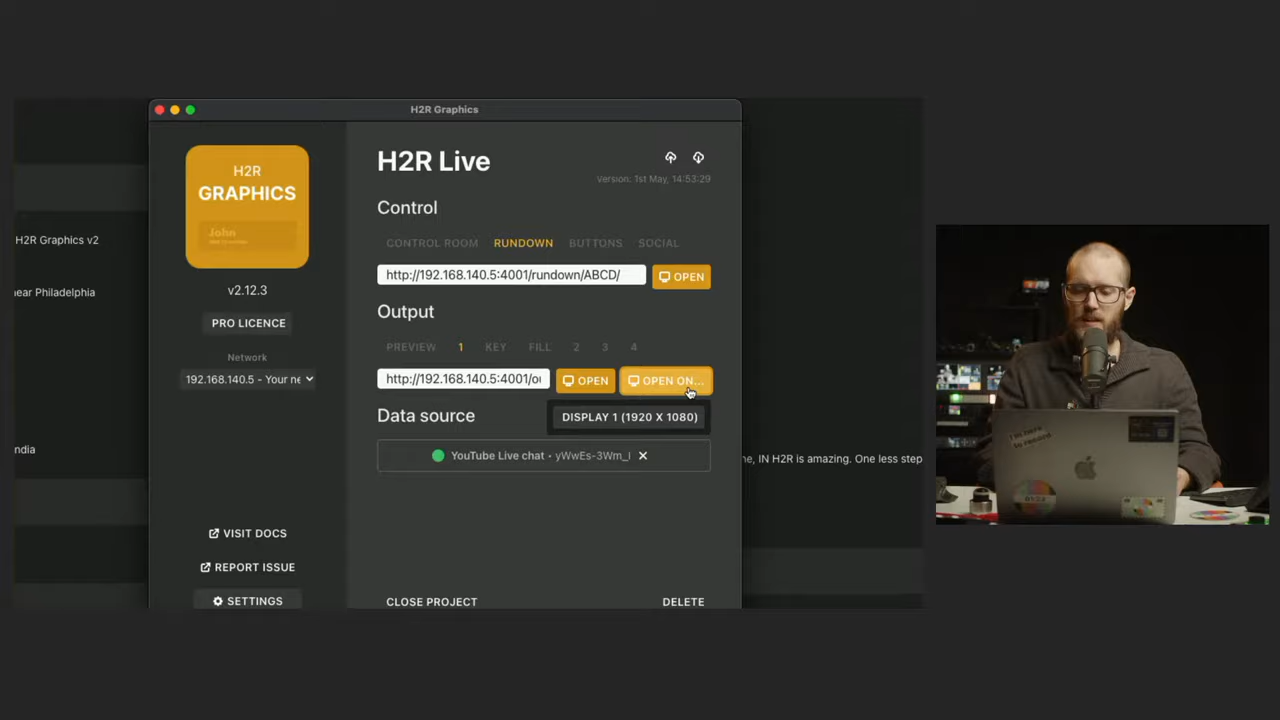 H2R Graphics
H2R
GRAPHICS
John
v2.12.3
PRO LICENCE
Network
192.168.140.5 - Your ne
VISIT DOCS
REPORT ISSUE
SETTINGS
H2R Live
Version: 1st May, 14:53:29
Control
CONTROL ROOM RUNDOWN BUTTONS SOCIAL
http://192.168.140.5:4001/rundown/ABCD/ OPEN
Output
PREVIEW 1 KEY FILL 2 3 4
http://192.168.140.5:4001/ou OPEN OPEN ON...
Data source
DISPLAY 1 (1920 X 1080)
YouTube Live chat • yWwEs-3Wm_I
CLOSE PROJECT DELETE
H2R Graphics v2
near Philadelphia
ndia
ne, IN H2R is amazing. One less step